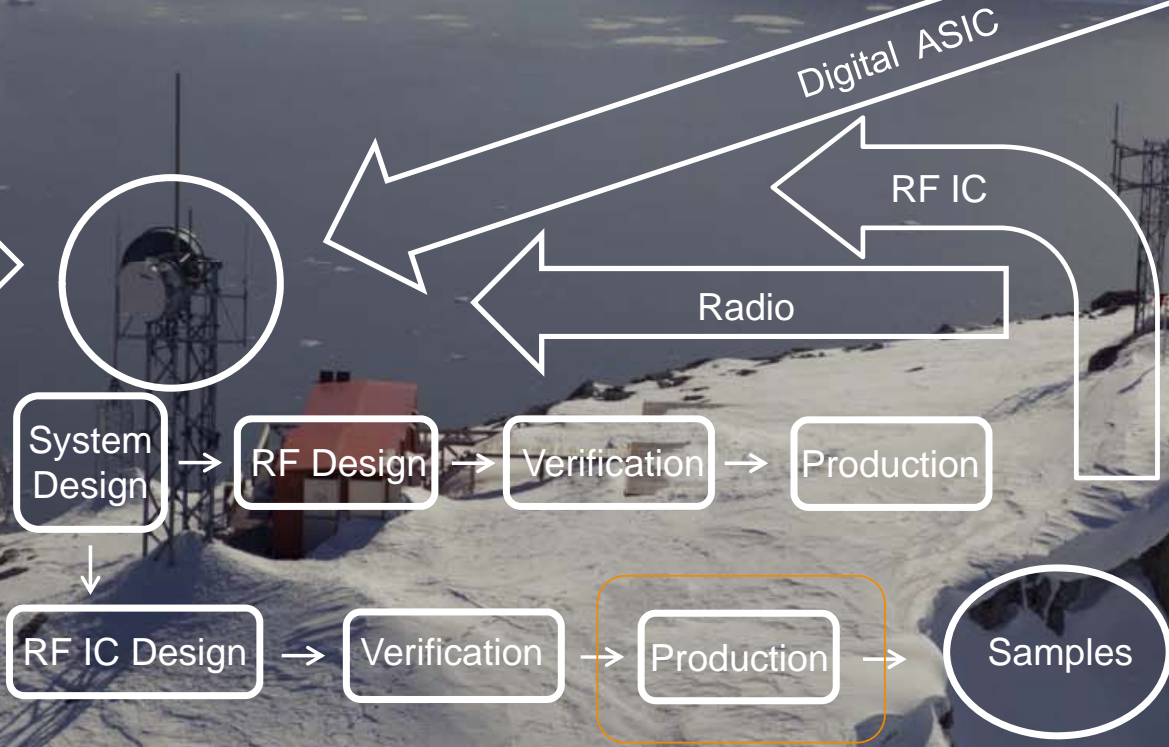 Digital ASIC
RF IC
Radio
System
Design
RF Design
Verification
Production
RF IC Design
Verification
Production
Samples